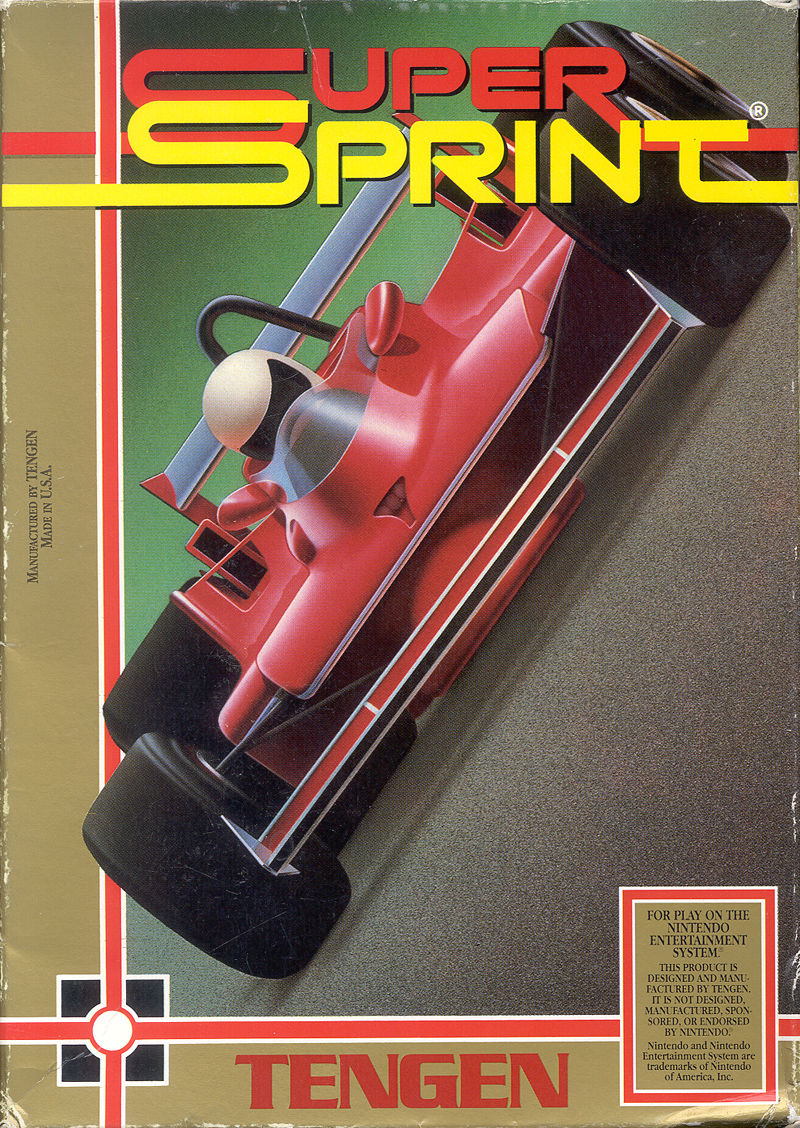 SUPER
SPRINT®
MANUFACTURED BY TENGEN
MADE IN U.S.A.
FOR PLAY ON THE
NINTENDO
ENTERTAINMENT
SYSTEM.®
THIS PRODUCT IS
DESIGNED AND MANU-
FACTURED BY TENGEN.
IT IS NOT DESIGNED,
MANUFACTURED, SPON-
SORED, OR ENDORSED
BY NINTENDO.®
Nintendo and Nintendo
Entertainment System are
trademarks of Nintendo
of America, Inc.
TENGEN